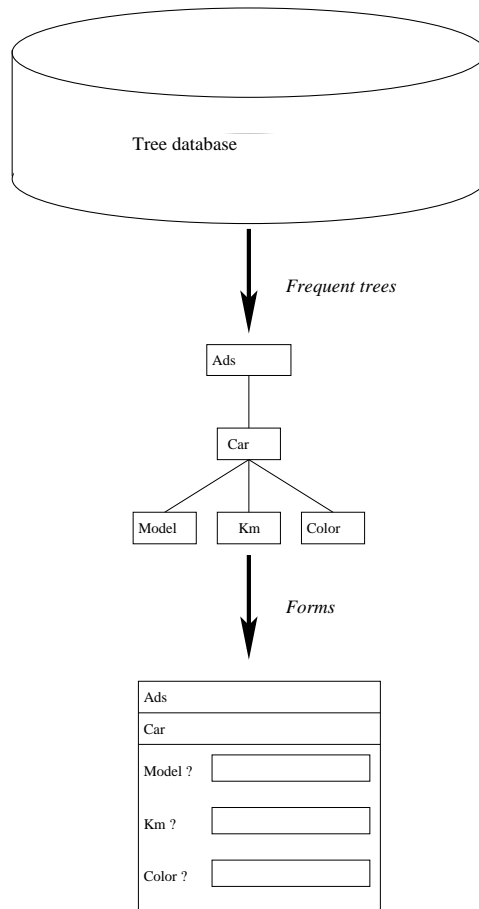 Tree database
Frequent trees
Ads
Car
Model Km Color
Forms
Ads
Car
Model ?
Km ?
Color ?